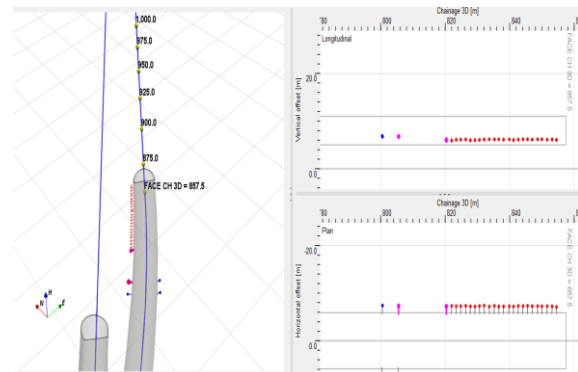 1,000.0
975.0
950.0
925.0
900.0
875.0
FACE CH 3D = 857.5
H
N
E
Chainage 3D [m]
'80
800
820
840
Longitudinal
Vertical offset [m]
20.0
0.0
FACE CH 3D = 857.5
Chainage 3D [m]
'80
800
820
840
Plan
Horizontal offset [m]
-20.0
0.0
FACE CH 3D = 857.5